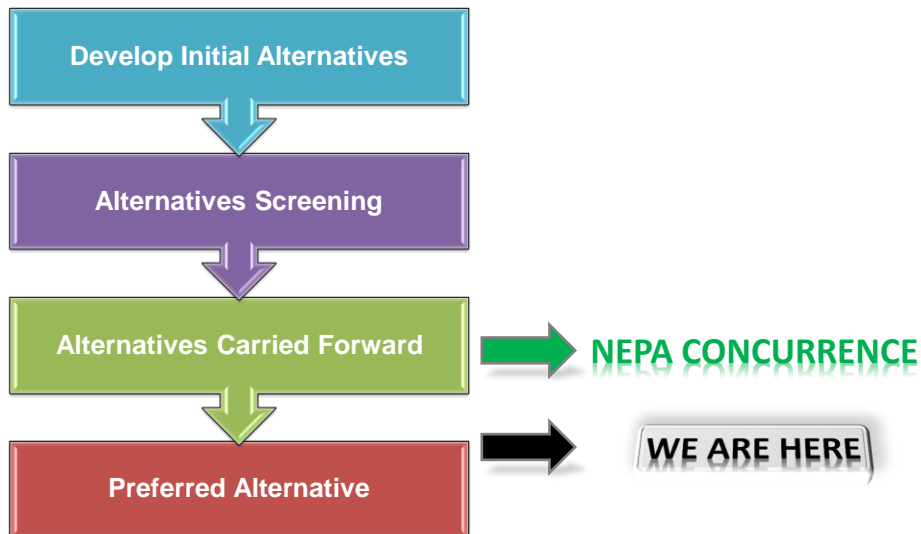 Develop Initial Alternatives
Alternatives Screening
Alternatives Carried Forward
NEPA CONCURRENCE
WE ARE HERE
Preferred Alternative